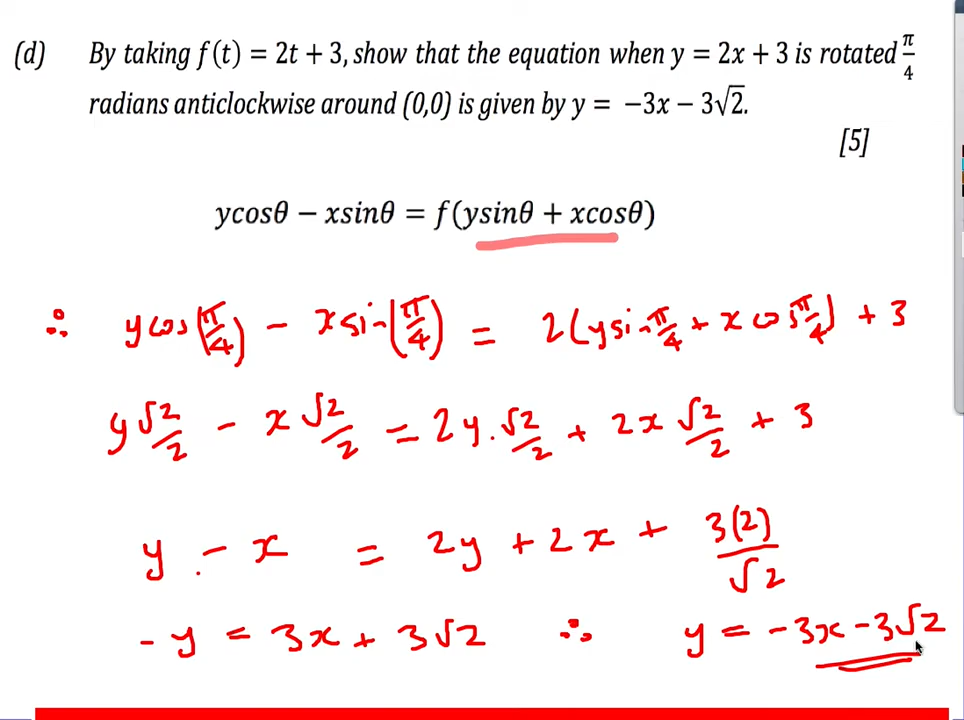 (d) By taking f(t) = 2t + 3, show that the equation when y = 2x + 3 is rotated π/4
radians anticlockwise around (0,0) is given by y = −3x − 3√2.
[5]
ycosθ − xsinθ = f(ysinθ + xcosθ)
∴ ycos(π/4) − xsin(π/4) = 2(ysin π/4 + xcos π/4) + 3
y √2/2 − x √2/2 = 2y.√2/2 + 2x √2/2 + 3
y − x = 2y + 2x + 3(2)/√2
-y = 3x + 3√2 ∴ y = -3x -3√2